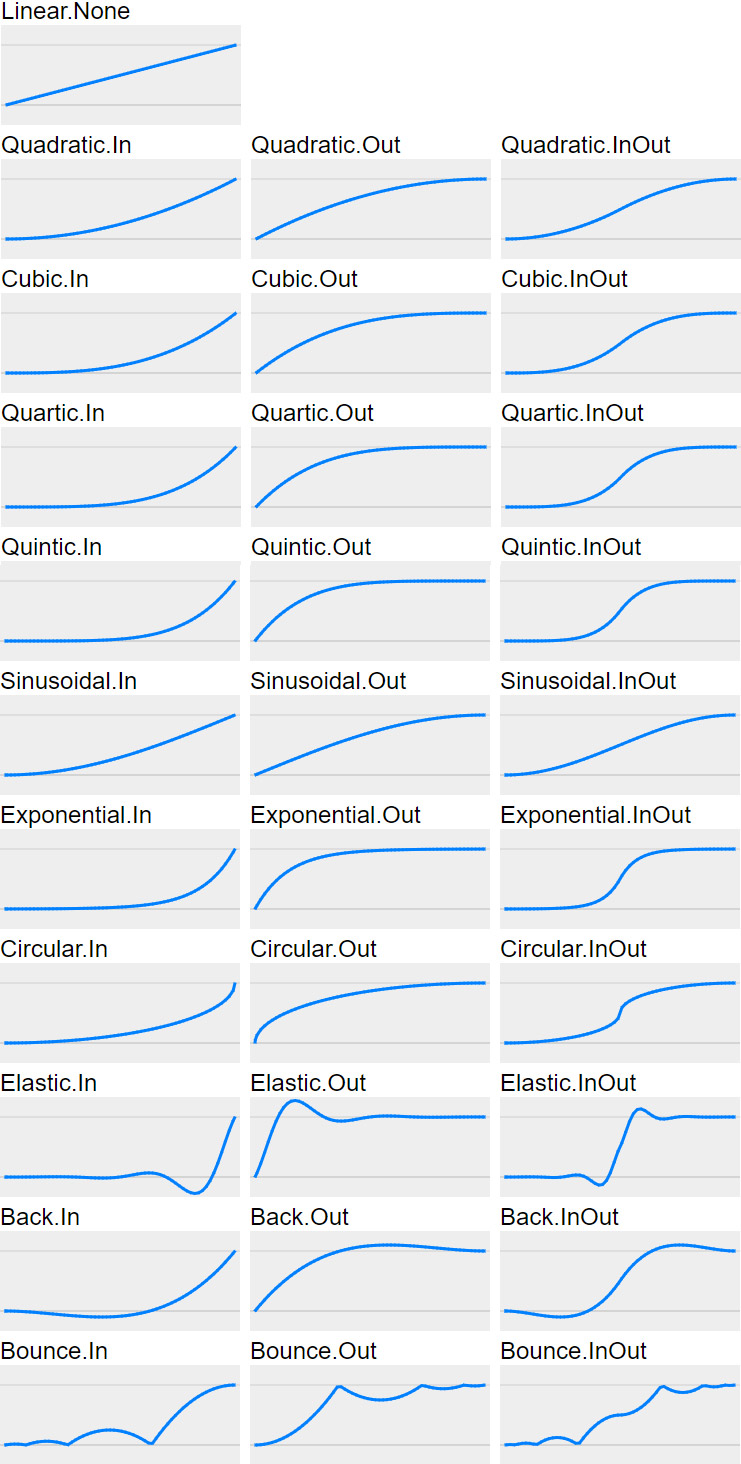 Linear.None
Quadratic.In Quadratic.Out Quadratic.InOut
Cubic.In Cubic.Out Cubic.InOut
Quartic.In Quartic.Out Quartic.InOut
Quintic.In Quintic.Out Quintic.InOut
Sinusoidal.In Sinusoidal.Out Sinusoidal.InOut
Exponential.In Exponential.Out Exponential.InOut
Circular.In Circular.Out Circular.InOut
Elastic.In Elastic.Out Elastic.InOut
Back.In Back.Out Back.InOut
Bounce.In Bounce.Out Bounce.InOut